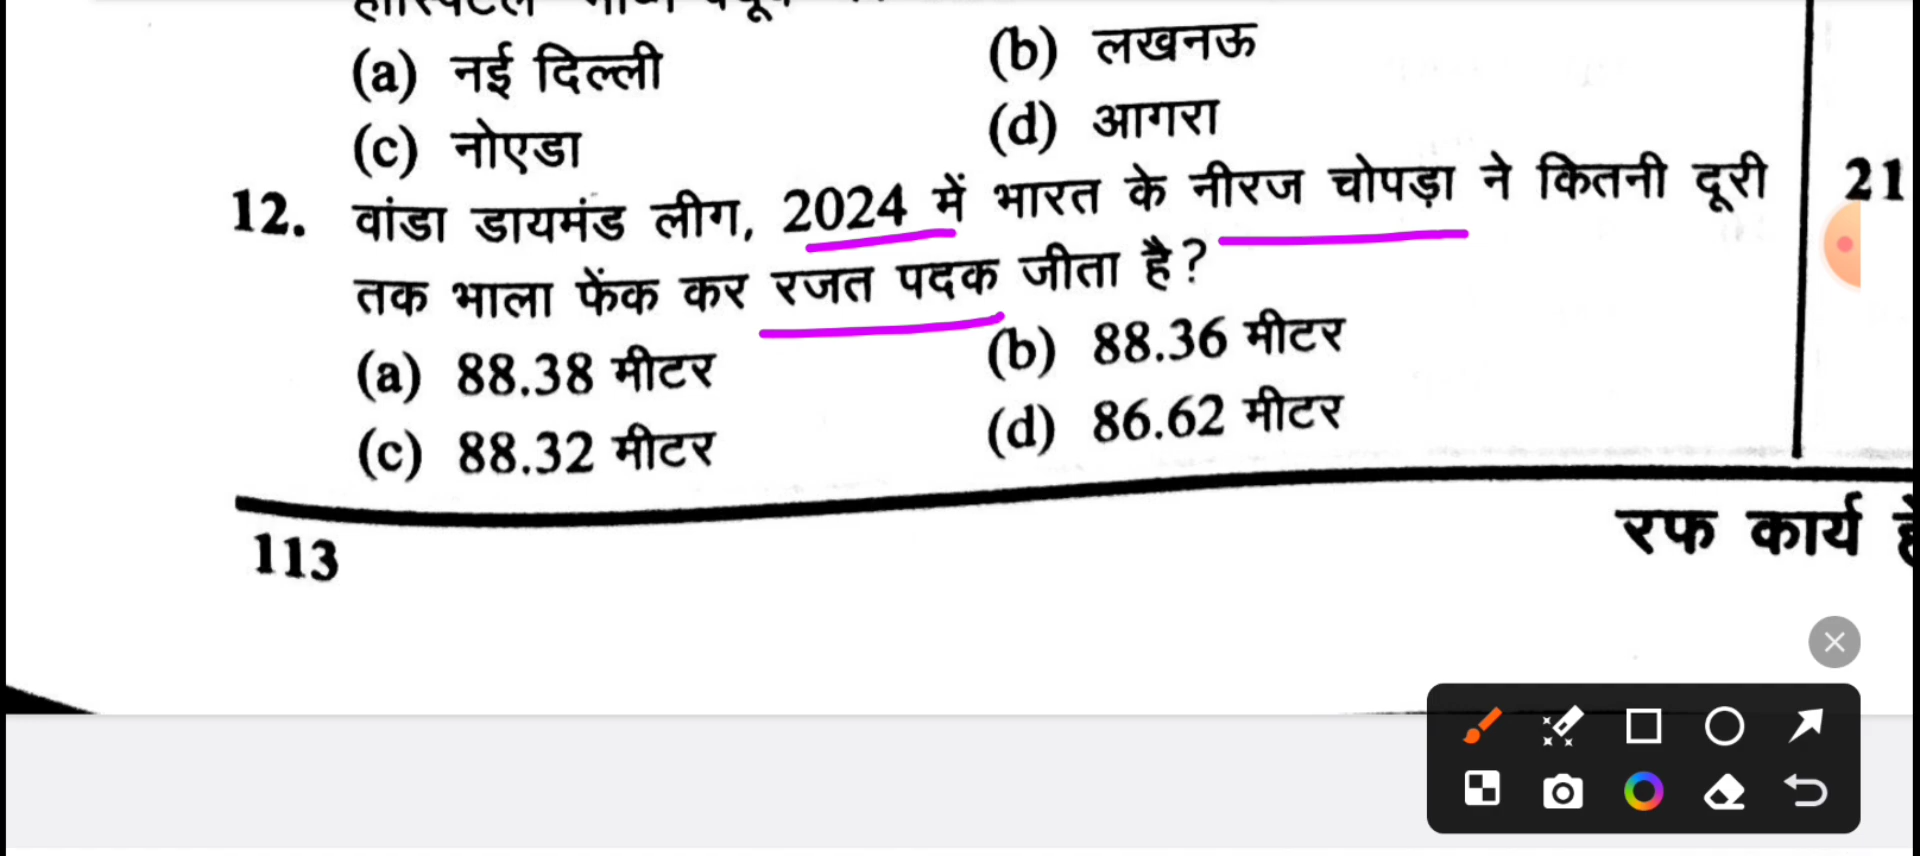 (a) नई दिल्ली (b) लखनऊ
(c) नोएडा (d) आगरा
12. वांडा डायमंड लीग, 2024 में भारत के नीरज चोपड़ा ने कितनी दूरी
तक भाला फेंक कर रजत पदक जीता है?
(a) 88.38 मीटर (b) 88.36 मीटर
(c) 88.32 मीटर (d) 86.62 मीटर
21
113
रफ कार्य